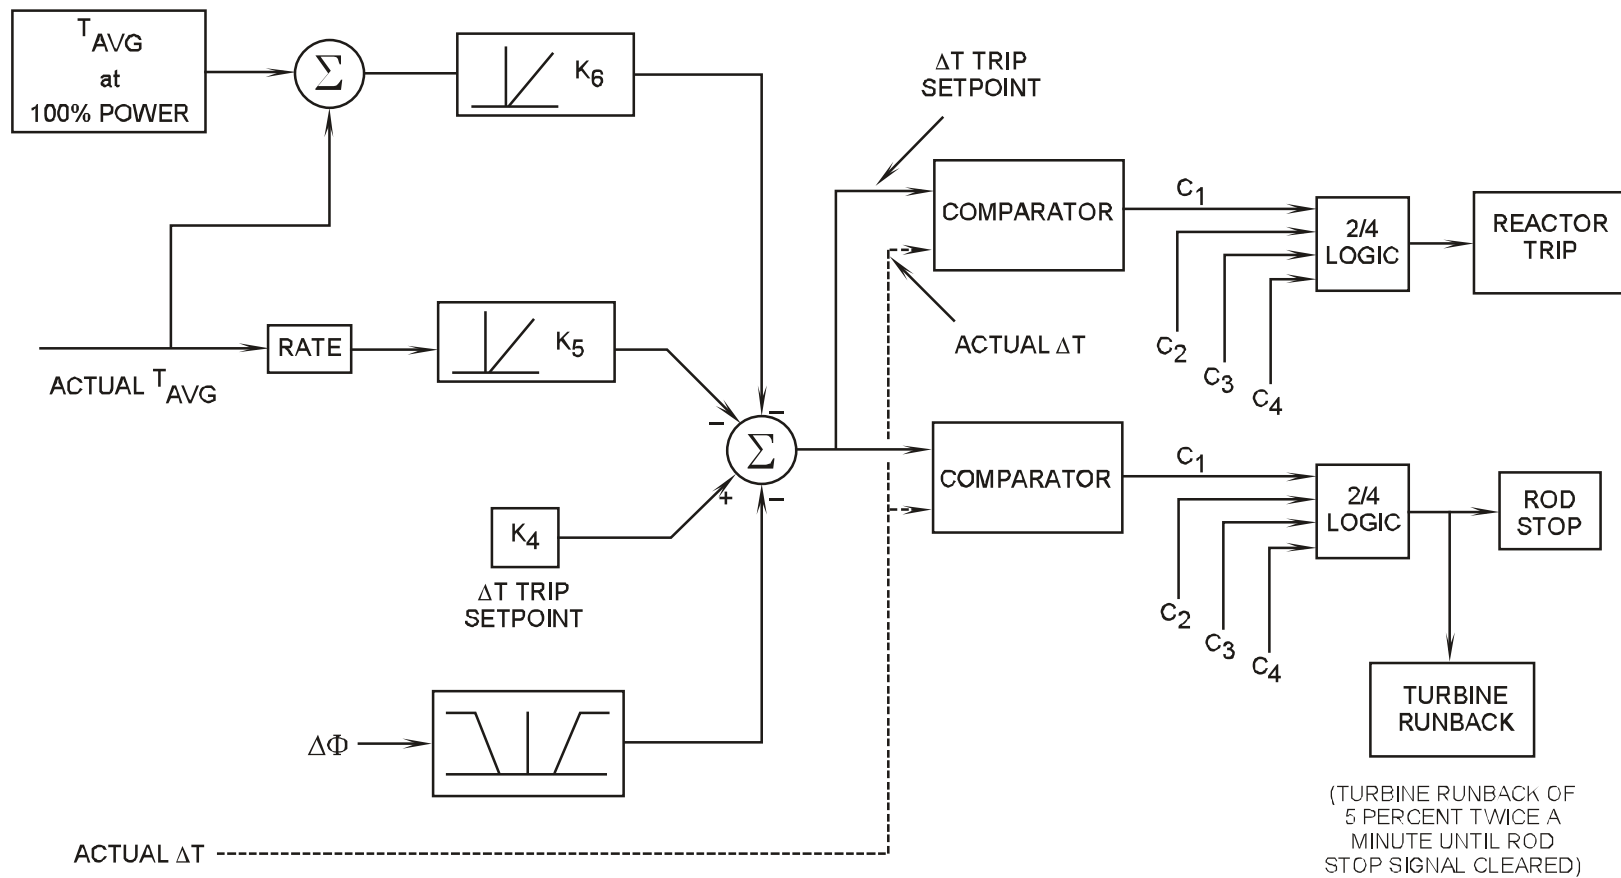 T AVG
at
100% POWER
Σ
K6
ΔT TRIP
SETPOINT
COMPARATOR
C1
2/4
LOGIC
REACTOR
TRIP
C2
C3
C4
ACTUAL ΔT
ACTUAL T AVG
RATE
K5
–
–
Σ
+
–
K4
ΔT TRIP
SETPOINT
COMPARATOR
C1
2/4
LOGIC
ROD
STOP
C2
C3
C4
TURBINE
RUNBACK
(TURBINE RUNBACK OF
5 PERCENT TWICE A
MINUTE UNTIL ROD
STOP SIGNAL CLEARED)
ΔΦ
ACTUAL ΔT